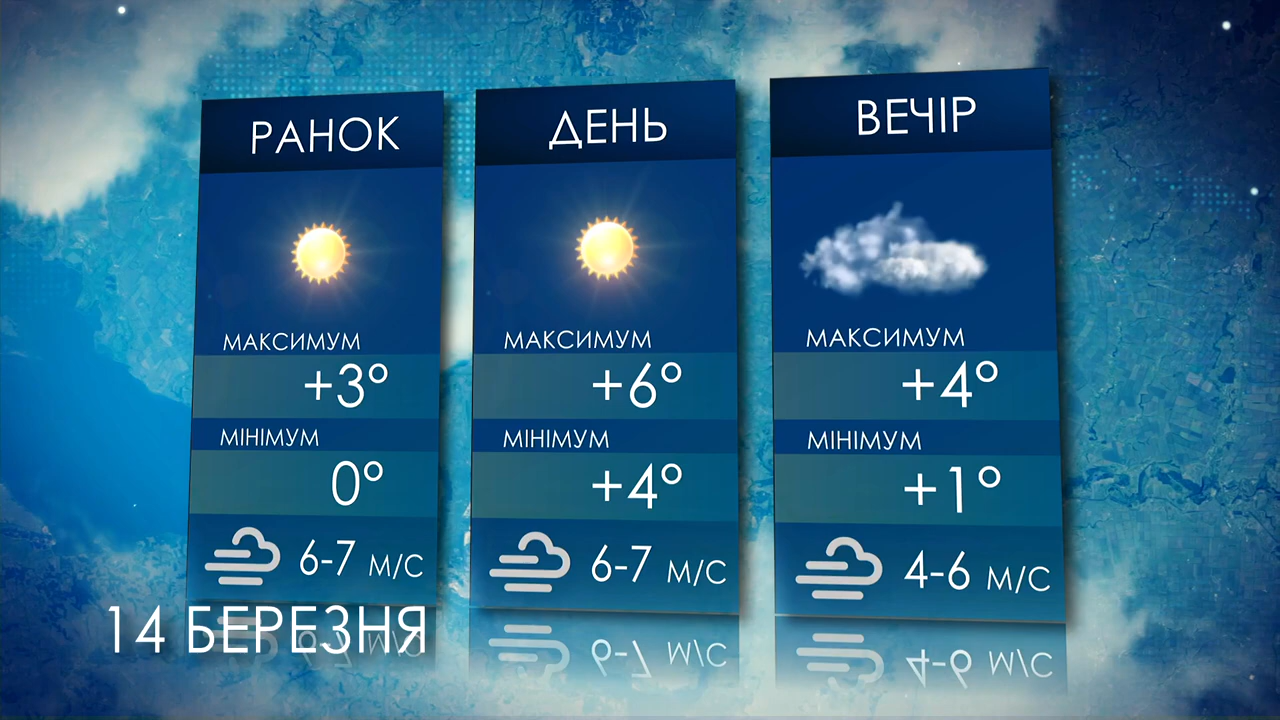 РАНОК
МАКСИМУМ
+3°
МІНІМУМ
0°
6-7 М/С
ДЕНЬ
МАКСИМУМ
+6°
МІНІМУМ
+4°
6-7 М/С
ВЕЧІР
МАКСИМУМ
+4°
МІНІМУМ
+1°
4-6 М/С
14 БЕРЕЗНЯ